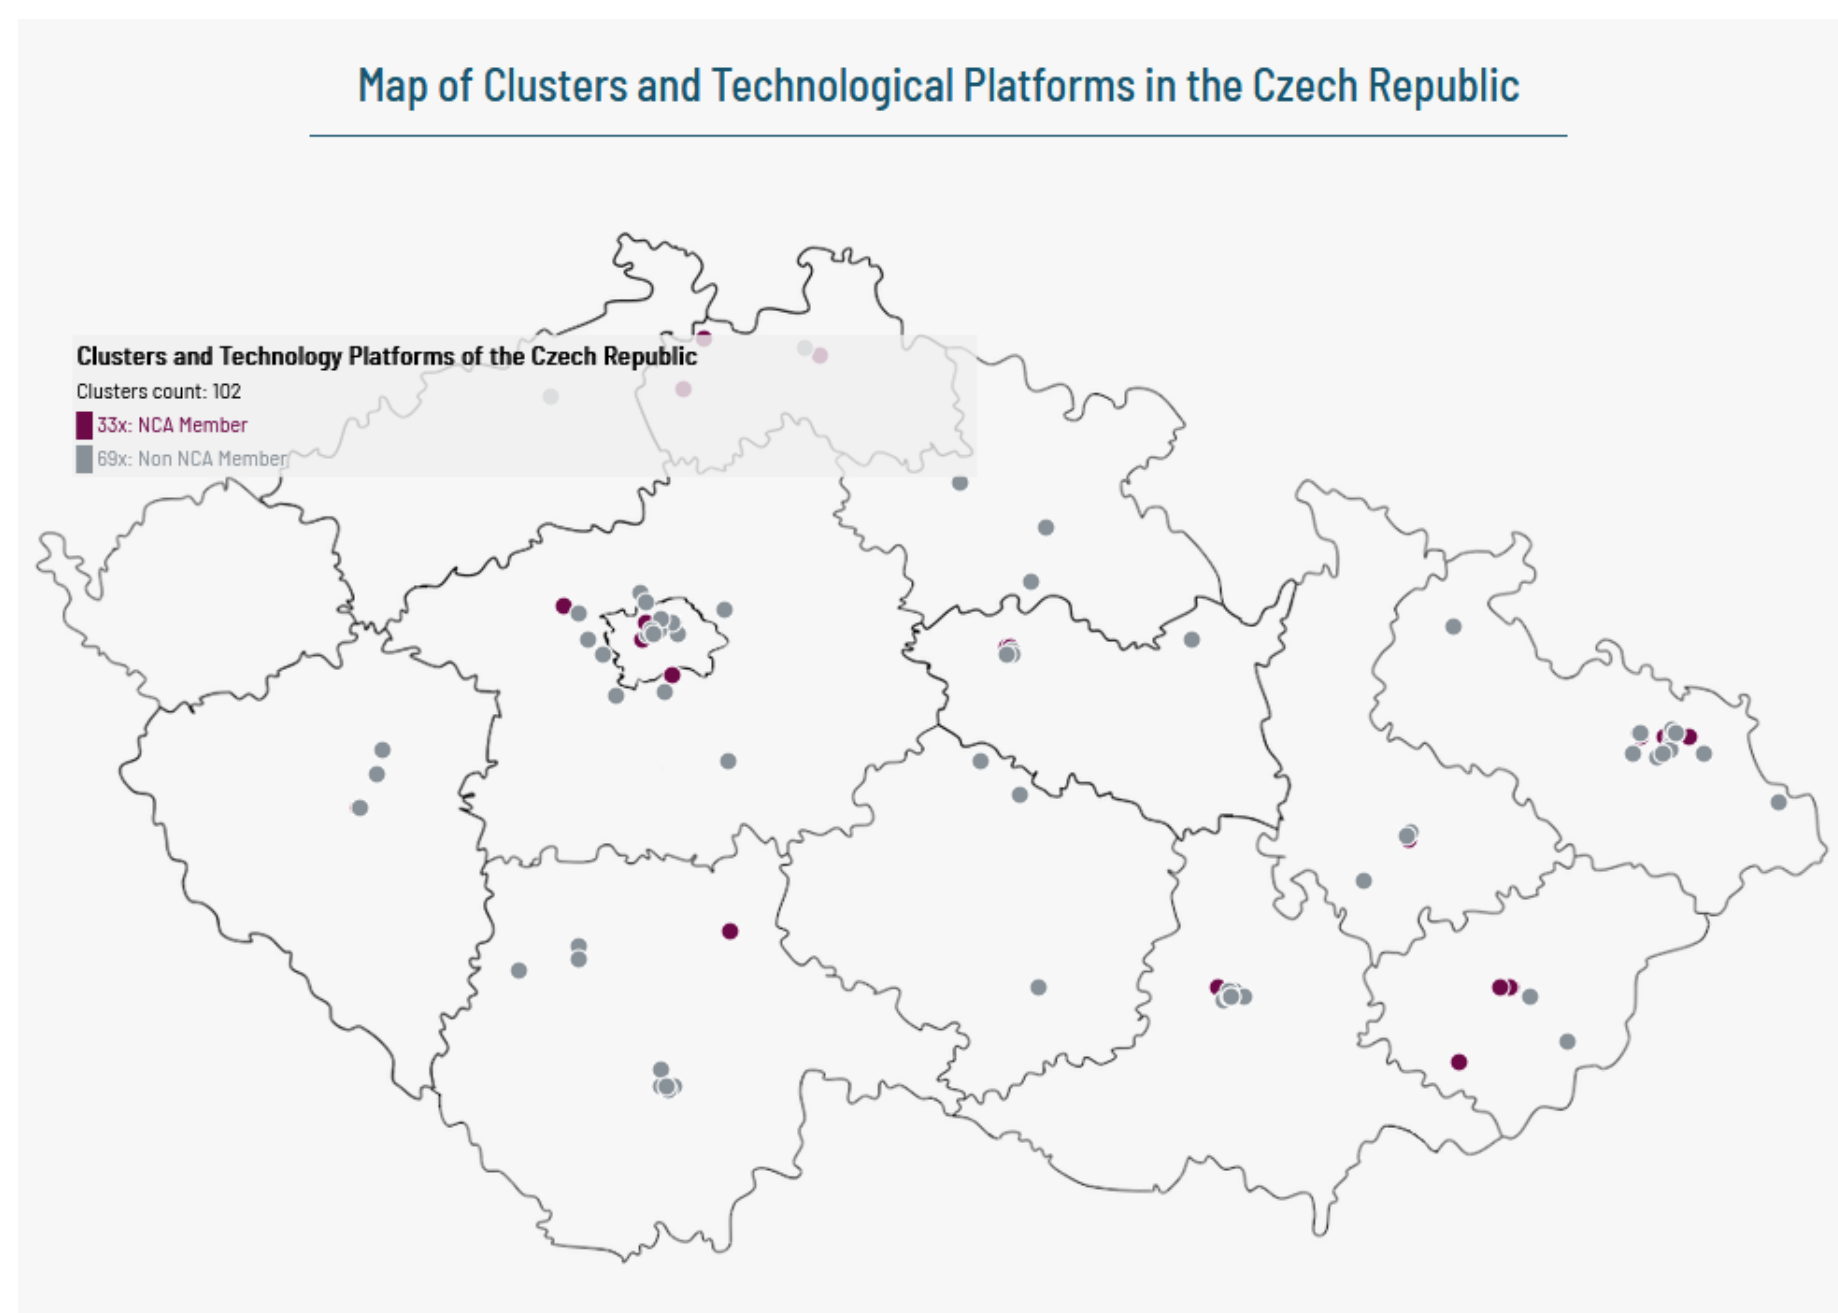 Map of Clusters and Technological Platforms in the Czech Republic
Clusters and Technology Platforms of the Czech Republic
Clusters count: 102
33x: NCA Member
69x: Non NCA Member